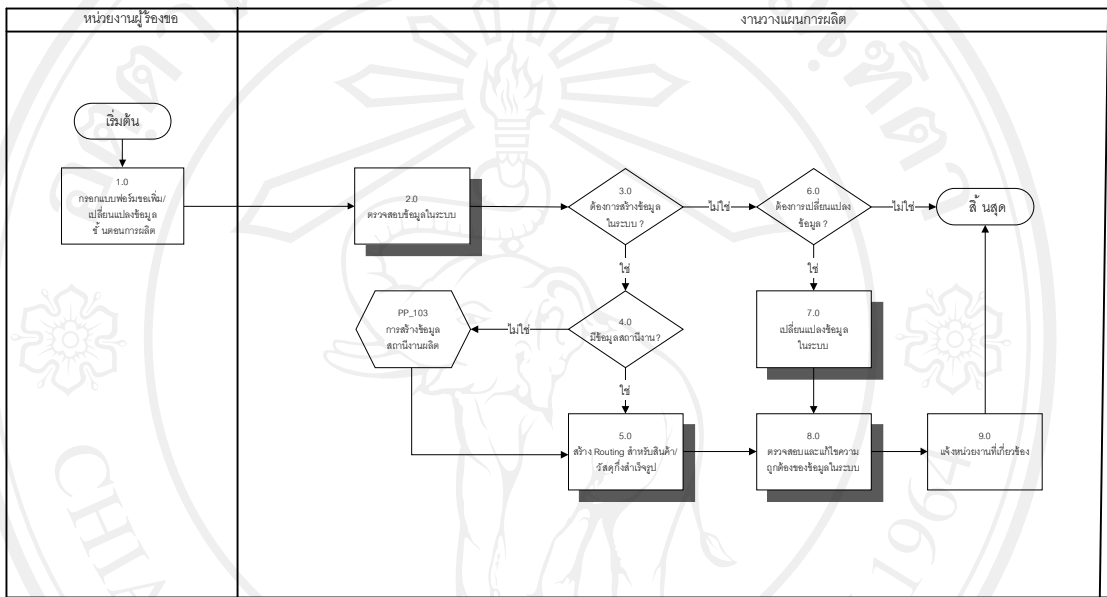 หน่วยงานผู้ร้องขอ
งานวางแผนการผลิต
เริ่มต้น
1.0
กรอกแบบฟอร์มขอเพิ่ม/
เปลี่ยนแปลงข้อมูล
ขั้นตอนการผลิต
2.0
ตรวจสอบข้อมูลในระบบ
3.0
ต้องการสร้างข้อมูล
ในระบบ ?
ไม่ใช่
6.0
ต้องการเปลี่ยนแปลง
ข้อมูล ?
ไม่ใช่
สิ้นสุด
ใช่
ใช่
PP_103
การสร้างข้อมูล
สถานีงานผลิต
ไม่ใช่
4.0
มีข้อมูลสถานีงาน ?
7.0
เปลี่ยนแปลงข้อมูล
ในระบบ
ใช่
5.0
สร้าง Routing สำหรับสินค้า/
วัสดุกึ่งสำเร็จรูป
8.0
ตรวจสอบและแก้ไขความ
ถูกต้องของข้อมูลในระบบ
9.0
แจ้งหน่วยงานที่เกี่ยวข้อง
CHIA
1964